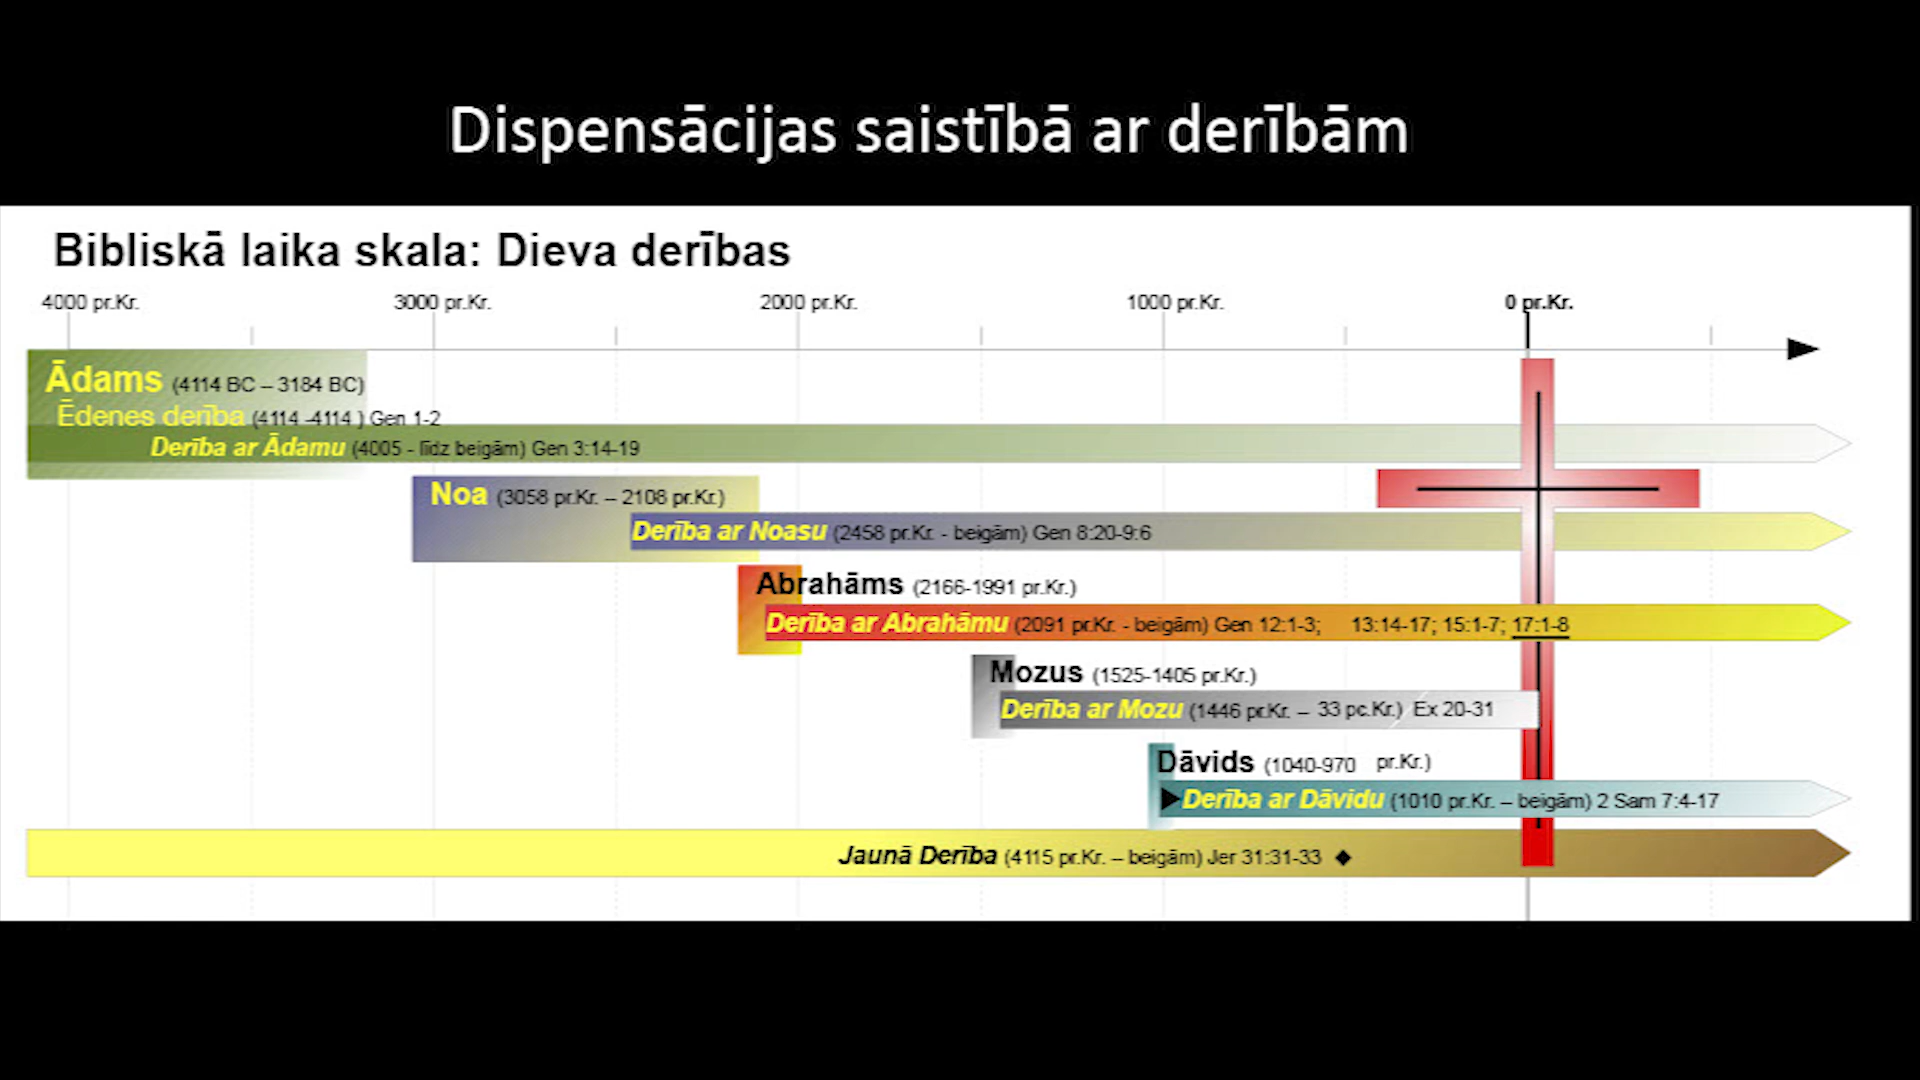 Dispensācijas saistībā ar derībām
Bibliskā laika skala: Dieva derības
4000 pr.Kr. 3000 pr.Kr. 2000 pr.Kr. 1000 pr.Kr. 0 pr.Kr.
Ādams (4114 BC – 3184 BC)
Ēdenes derība (4114 -4114 ) Gen 1-2
Derība ar Ādamu (4005 - līdz beigām) Gen 3:14-19
Noa (3058 pr.Kr. – 2108 pr.Kr.)
Derība ar Noasu (2458 pr.Kr. - beigām) Gen 8:20-9:6
Abrahāms (2166-1991 pr.Kr.)
Derība ar Abrahāmu (2091 pr.Kr. - beigām) Gen 12:1-3; 13:14-17; 15:1-7; 17:1-8
Mozus (1525-1405 pr.Kr.)
Derība ar Mozu (1446 pr.Kr. – 33 pc.Kr.) Ex 20-31
Dāvids (1040-970 pr.Kr.)
Derība ar Dāvidu (1010 pr.Kr. – beigām) 2 Sam 7:4-17
Jaunā Derība (4115 pr.Kr. – beigām) Jer 31:31-33